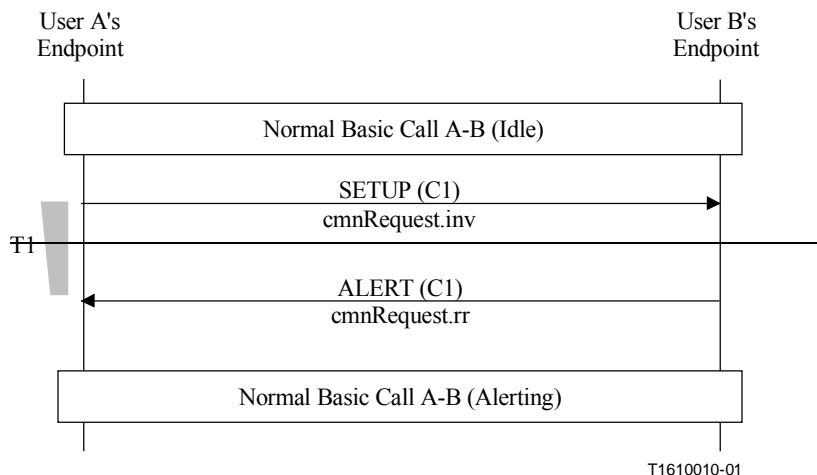 User A's
Endpoint
User B's
Endpoint
Normal Basic Call A-B (Idle)
SETUP (C1)
cmnRequest.inv
T1
ALERT (C1)
cmnRequest.rr
Normal Basic Call A-B (Alerting)
T1610010-01